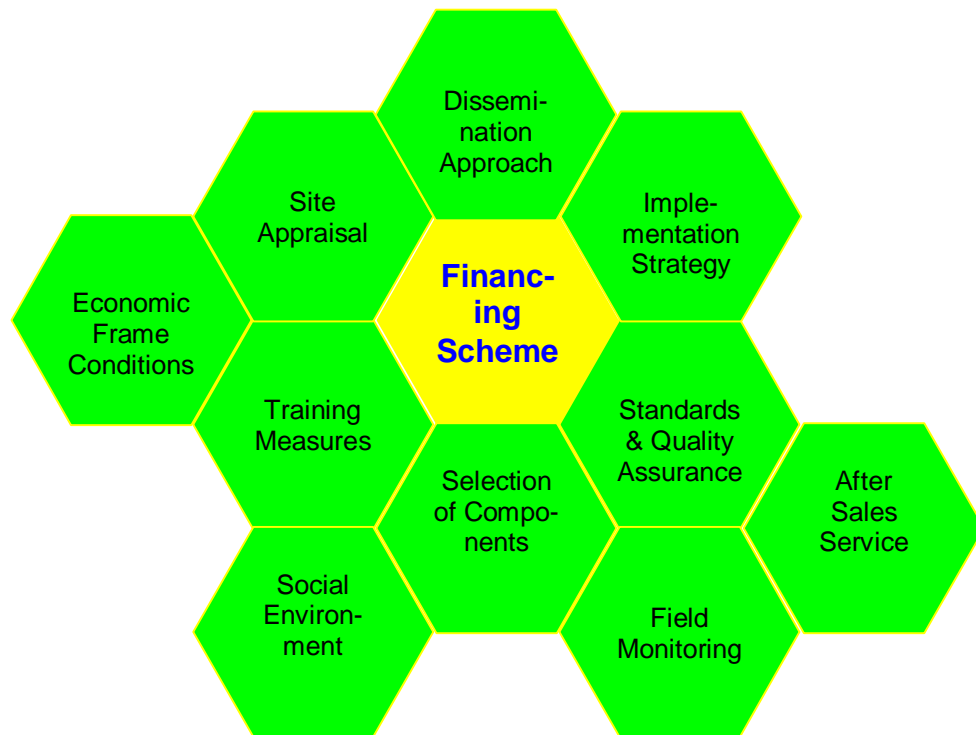 Dissemi-
nation
Approach
Site
Appraisal
Imple-
mentation
Strategy
Financ-
ing
Scheme
Economic
Frame
Conditions
Training
Measures
Standards
& Quality
Assurance
Selection
of Compo-
nents
After
Sales
Service
Social
Environ-
ment
Field
Monitoring